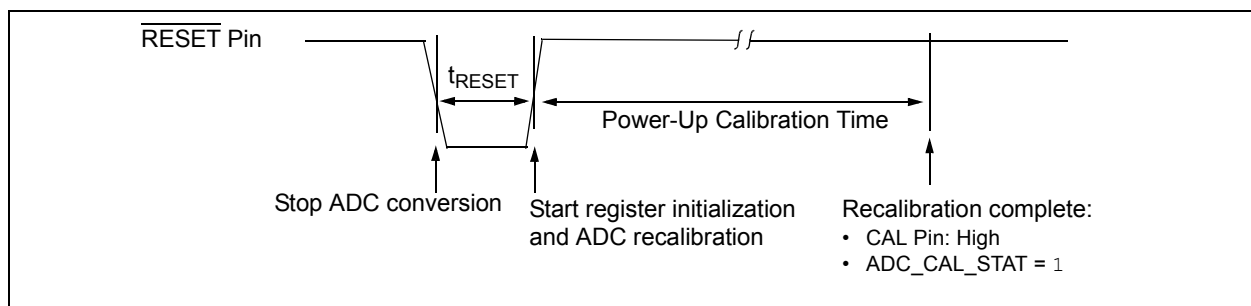 RESET Pin
tRESET
Power-Up Calibration Time
Stop ADC conversion
Start register initialization
and ADC recalibration
Recalibration complete:
• CAL Pin: High
• ADC_CAL_STAT = 1